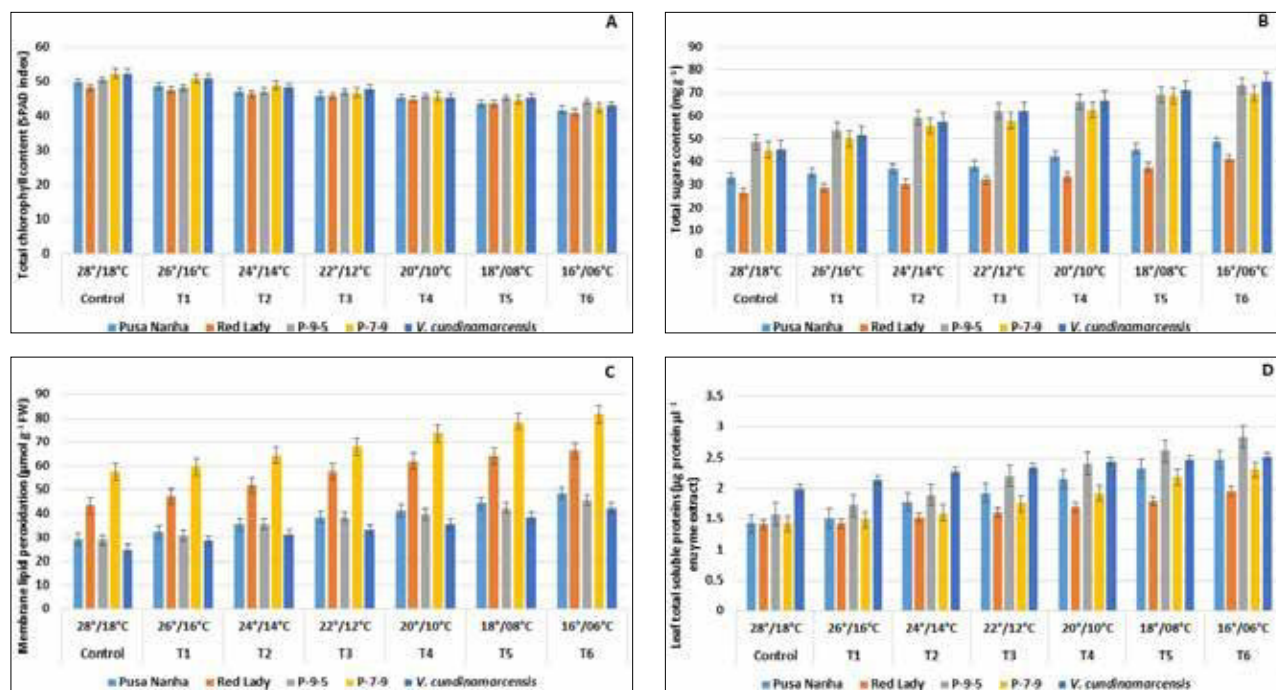 A
Total chlorophyll content (SPAD index)
60
50
40
30
20
10
0
28°/18°C 26°/16°C 24°/14°C 22°/12°C 20°/10°C 18°/08°C 16°/06°C
Control T1 T2 T3 T4 T5 T6
Pusa Nanha Red Lady P-9-5 P-7-9 V. cundinamarcensis
B
Total sugars content (mg g⁻¹)
90
80
70
60
50
40
30
20
10
0
28°/18°C 26°/16°C 24°/14°C 22°/12°C 20°/10°C 18°/08°C 16°/06°C
Control T1 T2 T3 T4 T5 T6
Pusa Nanha Red Lady P-9-5 P-7-9 V. cundinamarcensis
C
Membrane lipid peroxidation (µmol g⁻¹ FW)
90
80
70
60
50
40
30
20
10
0
28°/18°C 26°/16°C 24°/14°C 22°/12°C 20°/10°C 18°/08°C 16°/06°C
Control T1 T2 T3 T4 T5 T6
Pusa Nanha Red Lady P-9-5 P-7-9 V. cundinamarcensis
D
Leaf total soluble proteins (µg protein µl⁻¹
enzyme extract)
3.5
3
2.5
2
1.5
1
0.5
0
28°/18°C 26°/16°C 24°/14°C 22°/12°C 20°/10°C 18°/08°C 16°/06°C
Control T1 T2 T3 T4 T5 T6
Pusa Nanha Red Lady P-9-5 P-7-9 V. cundinamarcensis